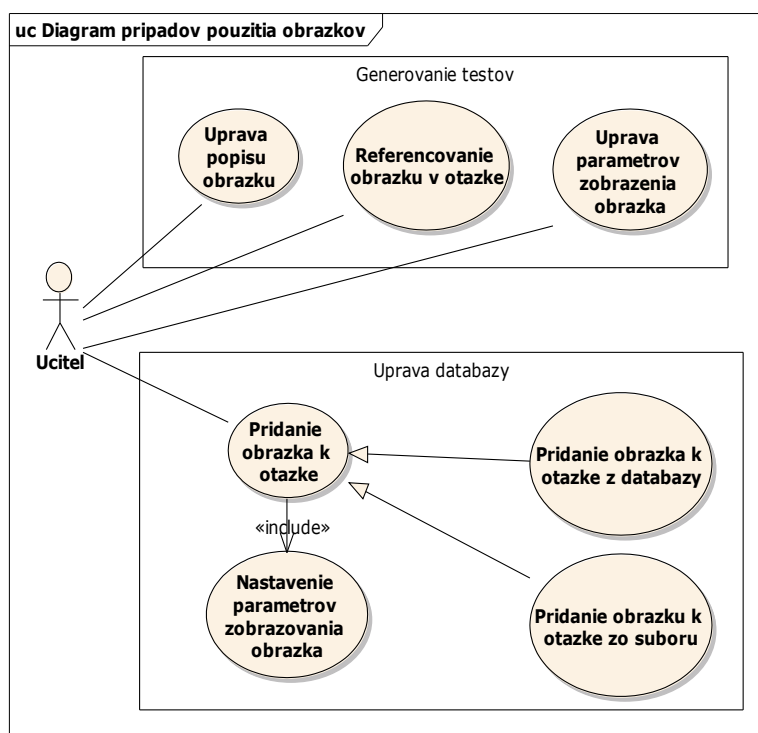 uc Diagram pripadov pouzitia obrazkov
Generovanie testov
Uprava
popisu
obrazku
Referencovanie
obrazku v otazke
Uprava
parametrov
zobrazenia
obrazka
Ucitel
Uprava databazy
Pridanie
obrazka k
otazke
Pridanie obrazka k
otazke z databazy
«include»
Nastavenie
parametrov
zobrazovania
obrazka
Pridanie obrazku k
otazke zo suboru